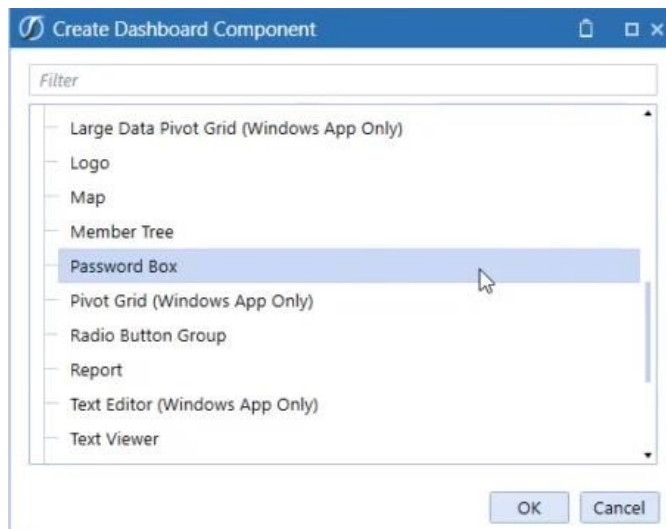 Create Dashboard Component
Filter
Large Data Pivot Grid (Windows App Only)
Logo
Map
Member Tree
Password Box
Pivot Grid (Windows App Only)
Radio Button Group
Report
Text Editor (Windows App Only)
Text Viewer
OK Cancel